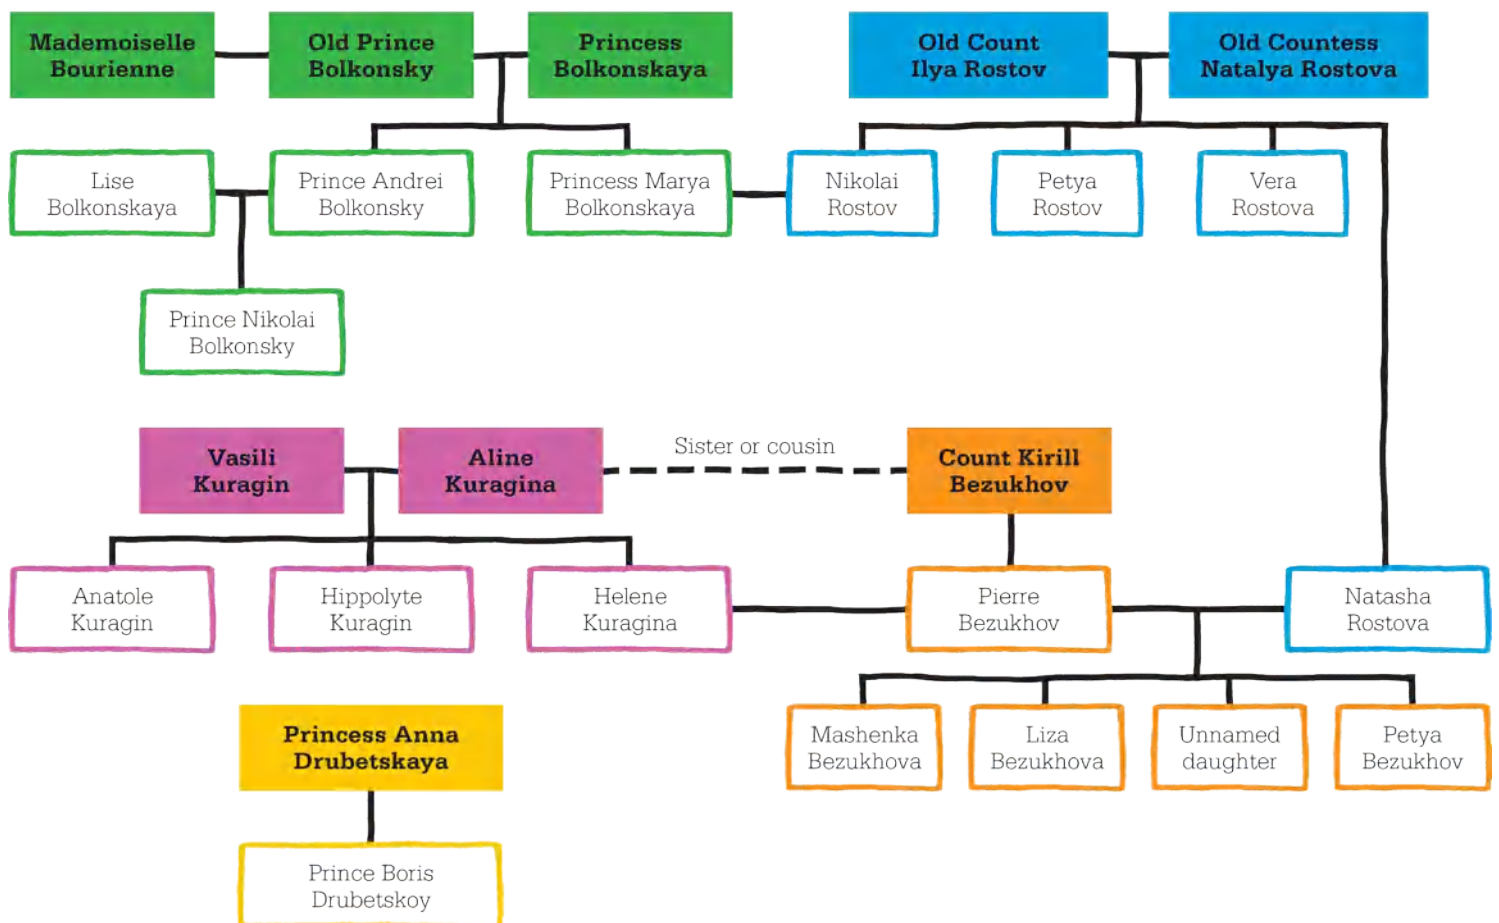 Mademoiselle
Bourienne
Old Prince
Bolkonsky
Princess
Bolkonskaya
Old Count
Ilya Rostov
Old Countess
Natalya Rostova
Lise
Bolkonskaya
Prince Andrei
Bolkonsky
Princess Marya
Bolkonskaya
Nikolai
Rostov
Petya
Rostov
Vera
Rostova
Prince Nikolai
Bolkonsky
Vasili
Kuragin
Aline
Kuragina
Sister or cousin
Count Kirill
Bezukhov
Anatole
Kuragin
Hippolyte
Kuragin
Helene
Kuragina
Pierre
Bezukhov
Natasha
Rostova
Mashenka
Bezukhova
Liza
Bezukhova
Unnamed
daughter
Petya
Bezukhov
Princess Anna
Drubetskaya
Prince Boris
Drubetskoy